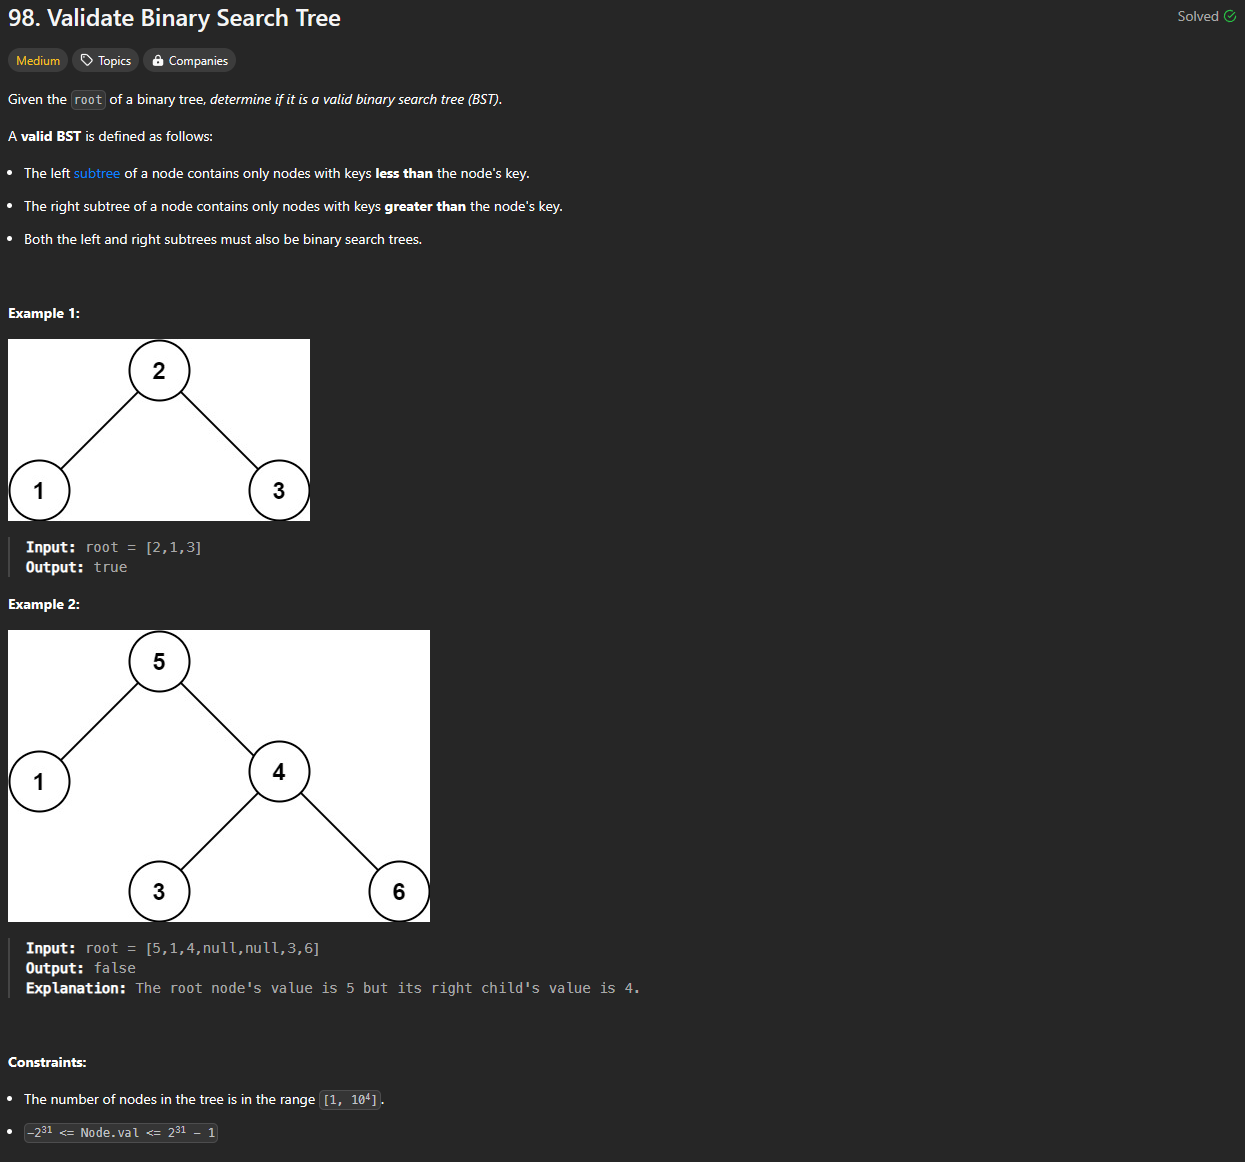 98. Validate Binary Search Tree
Solved
Medium Topics Companies
Given the root of a binary tree, determine if it is a valid binary search tree (BST).
A valid BST is defined as follows:
• The left subtree of a node contains only nodes with keys less than the node's key.
• The right subtree of a node contains only nodes with keys greater than the node's key.
• Both the left and right subtrees must also be binary search trees.
Example 1:
2
1 3
Input: root = [2,1,3]
Output: true
Example 2:
5
1 4
3 6
Input: root = [5,1,4,null,null,3,6]
Output: false
Explanation: The root node's value is 5 but its right child's value is 4.
Constraints:
• The number of nodes in the tree is in the range [1, 10⁴].
• -2³¹ <= Node.val <= 2³¹ - 1